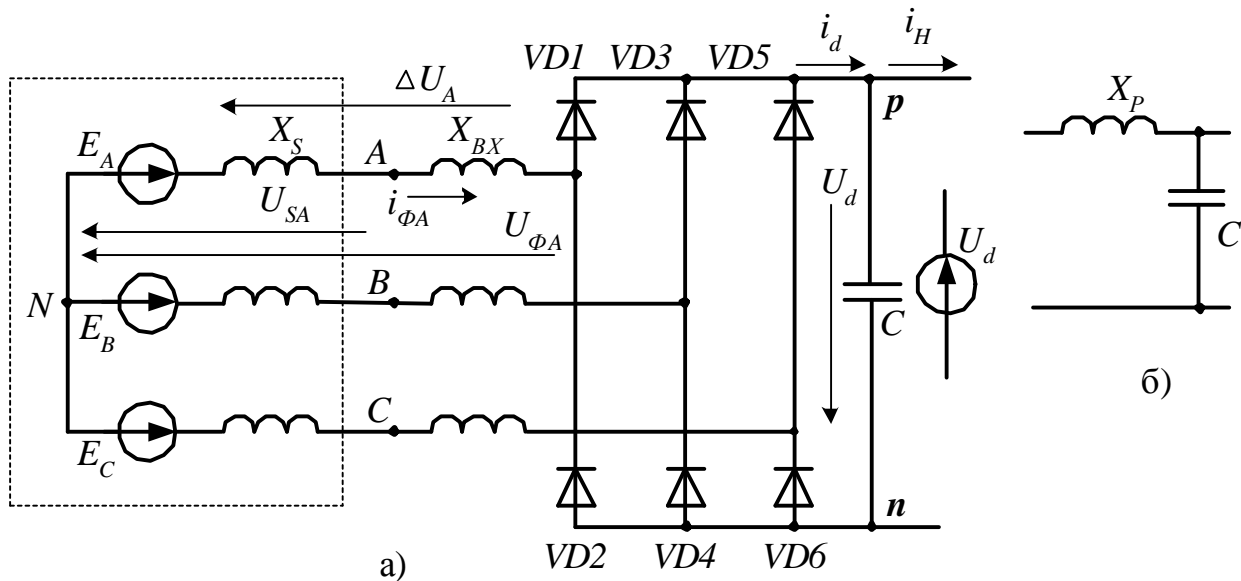 VD1 VD3 VD5 i_d i_H
△U_A
p
X_S A X_BX X_P
E_A
U_SA i_ΦA U_d
U_ΦA
B U_d C
N
E_B C
б)
C
E_C
n
VD2 VD4 VD6
а)